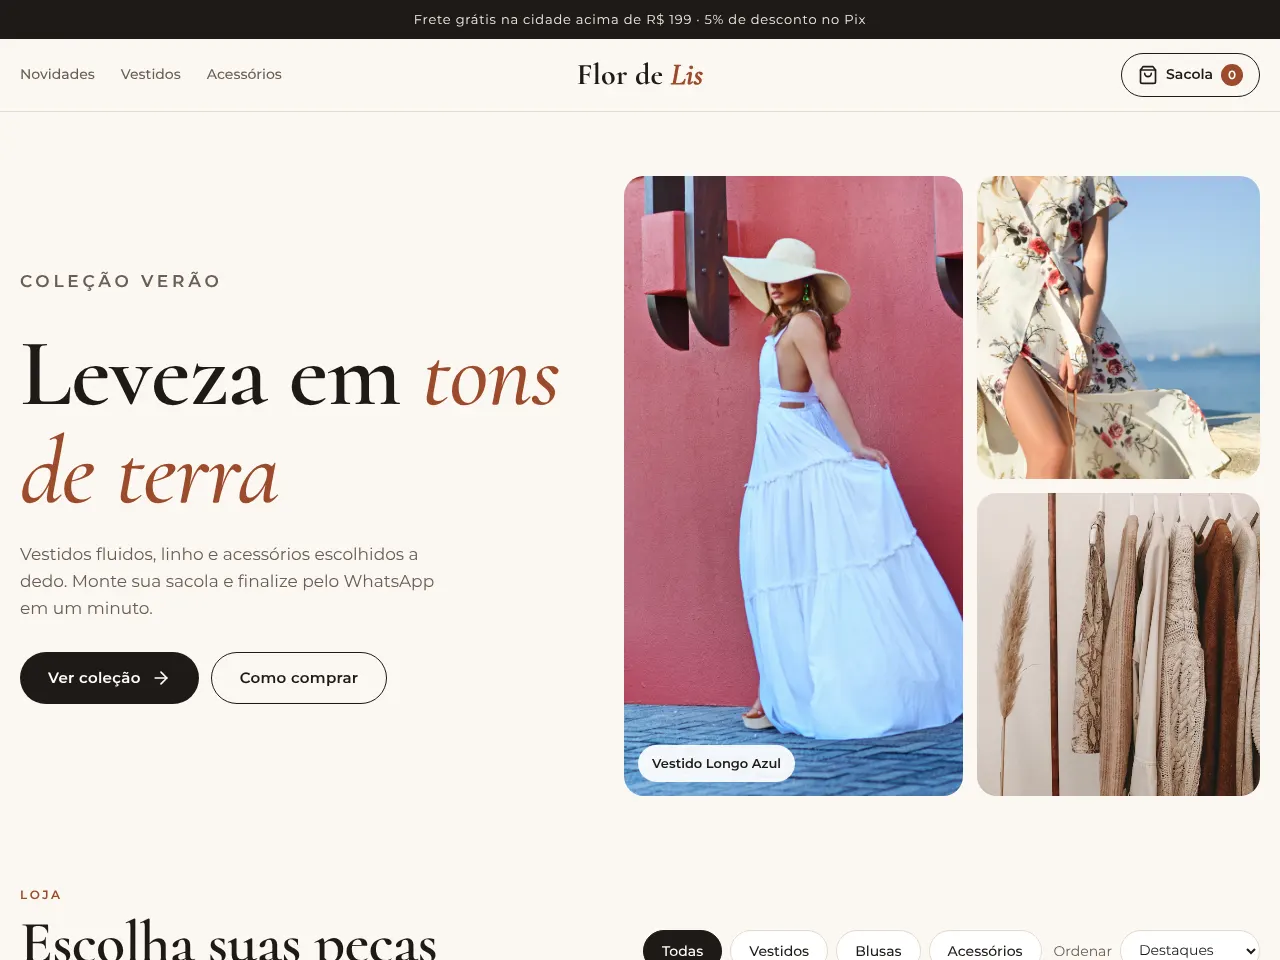 Frete grátis na cidade acima de R$ 199 · 5% de desconto no Pix
Novidades Vestidos Acessórios
Flor de Lis
Sacola 0
COLEÇÃO VERÃO
Leveza em tons
de terra
Vestidos fluidos, linho e acessórios escolhidos a
dedo. Monte sua sacola e finalize pelo WhatsApp
em um minuto.
Ver coleção
Como comprar
Vestido Longo Azul
LOJA
Escolha suas peças
Todas Vestidos Blusas Acessórios Ordenar Destaques